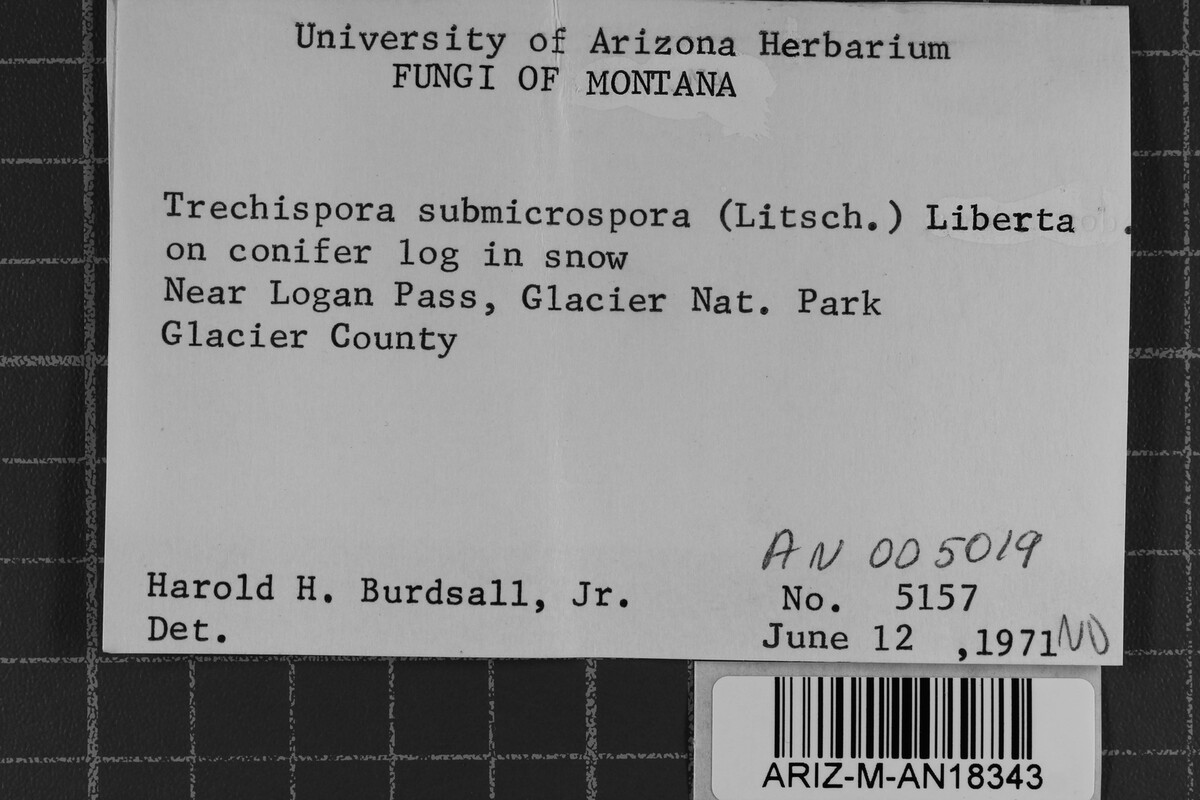 University of Arizona Herbarium
FUNGI OF MONTANA
Trechispora submicrospora (Litsch.) Liberta .
on conifer log in snow
Near Logan Pass, Glacier Nat. Park
Glacier County
AN 005019
Harold H. Burdsall, Jr.
No. 5157
Det.
June 12 ,1971 ND
ARIZ-M-AN18343